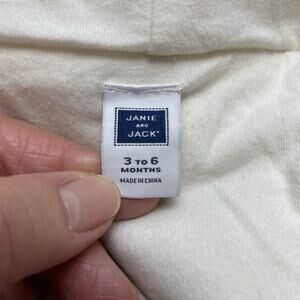 JANIE
AND
JACK®
3 TO 6
MONTHS
MADE IN CHINA